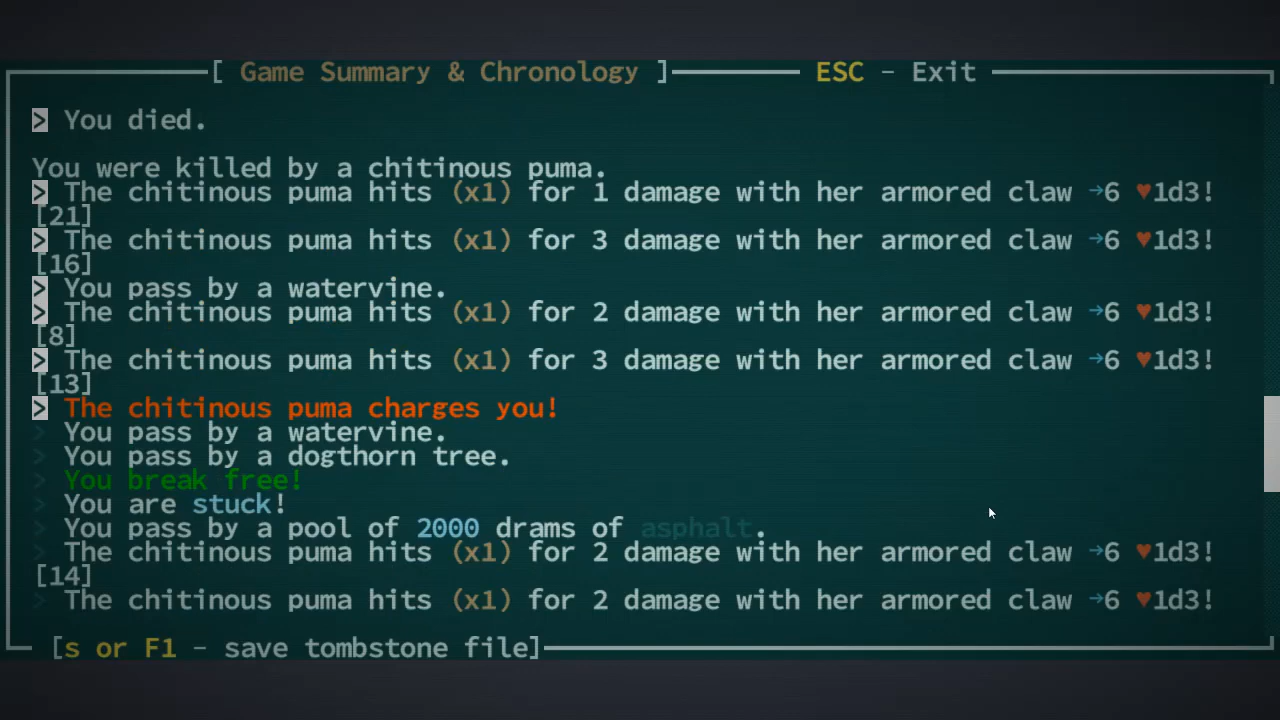 [ Game Summary & Chronology ] ESC - Exit
> You died.
You were killed by a chitinous puma.
> The chitinous puma hits (x1) for 1 damage with her armored claw →6 ♥1d3!
[21]
> The chitinous puma hits (x1) for 3 damage with her armored claw →6 ♥1d3!
[16]
> You pass by a watervine.
> The chitinous puma hits (x1) for 2 damage with her armored claw →6 ♥1d3!
[8]
> The chitinous puma hits (x1) for 3 damage with her armored claw →6 ♥1d3!
[13]
> The chitinous puma charges you!
> You pass by a watervine.
> You pass by a dogthorn tree.
> You break free!
> You are stuck!
> You pass by a pool of 2000 drams of asphalt.
> The chitinous puma hits (x1) for 2 damage with her armored claw →6 ♥1d3!
[14]
> The chitinous puma hits (x1) for 2 damage with her armored claw →6 ♥1d3!
[s or F1 - save tombstone file]